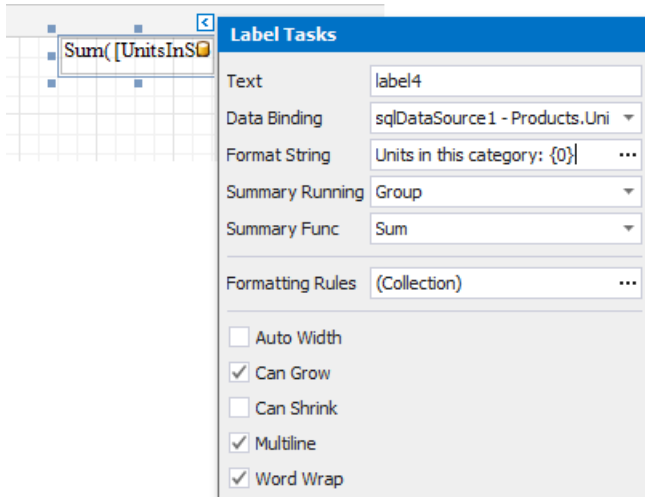 Sum([UnitsInS
Label Tasks
Text label4
Data Binding sqlDataSource1 - Products.Uni
Format String Units in this category: {0}
Summary Running Group
Summary Func Sum
Formatting Rules (Collection)
Auto Width
Can Grow
Can Shrink
Multiline
Word Wrap